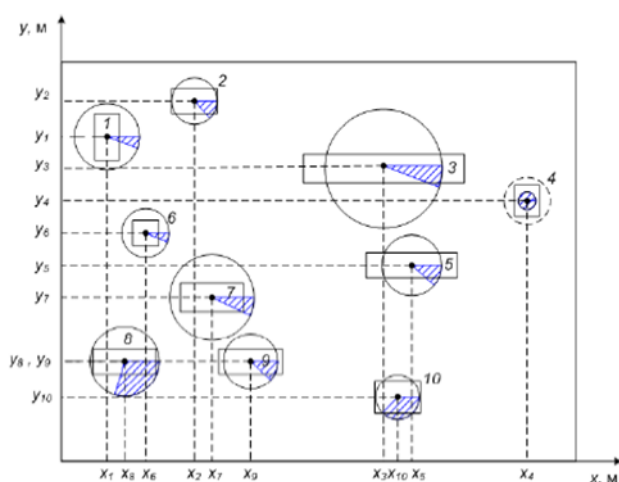 y, м
y₂
2
y₁
1
y₃
3
y₄
4
y₆
6
y₅
5
y₇
7
8
y₈ , y₉
9
10
y₁₀
x₁ x₈ x₆ x₂ x₇ x₉ x₃ x₁₀ x₅ x₄
x, м